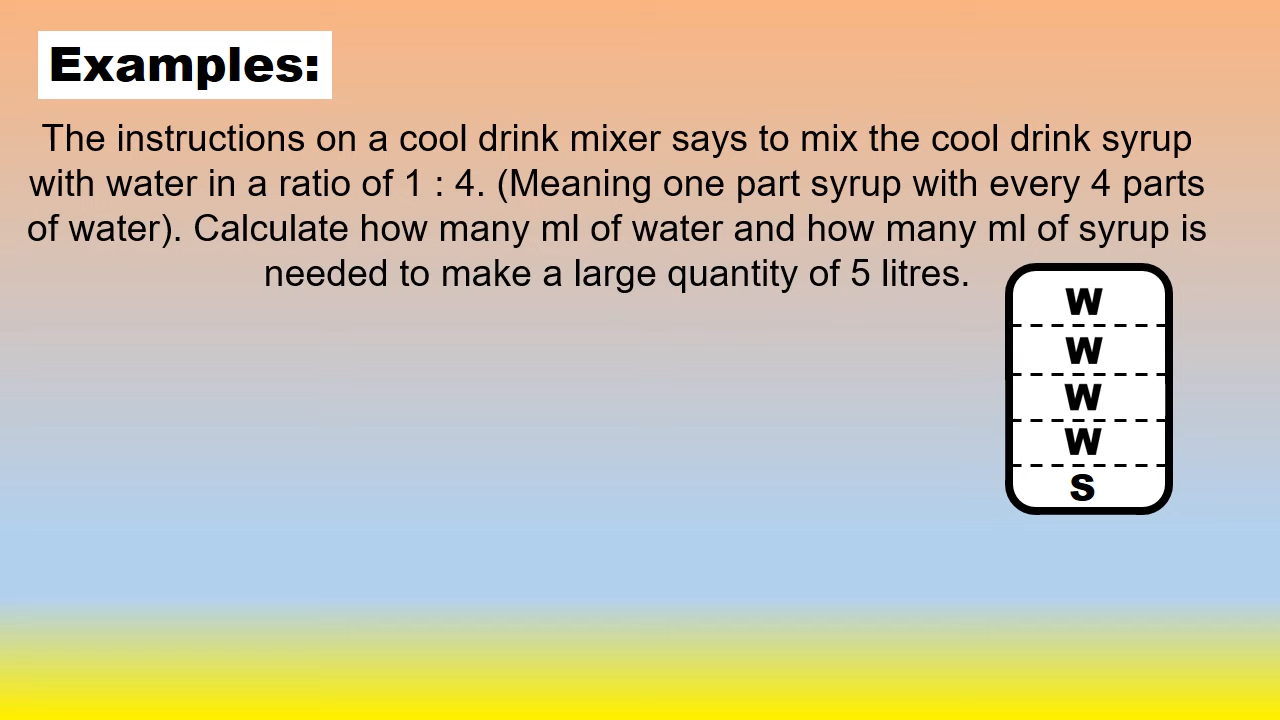 Examples:
The instructions on a cool drink mixer says to mix the cool drink syrup
with water in a ratio of 1 : 4. (Meaning one part syrup with every 4 parts
of water). Calculate how many ml of water and how many ml of syrup is
needed to make a large quantity of 5 litres.
W
W
W
W
S